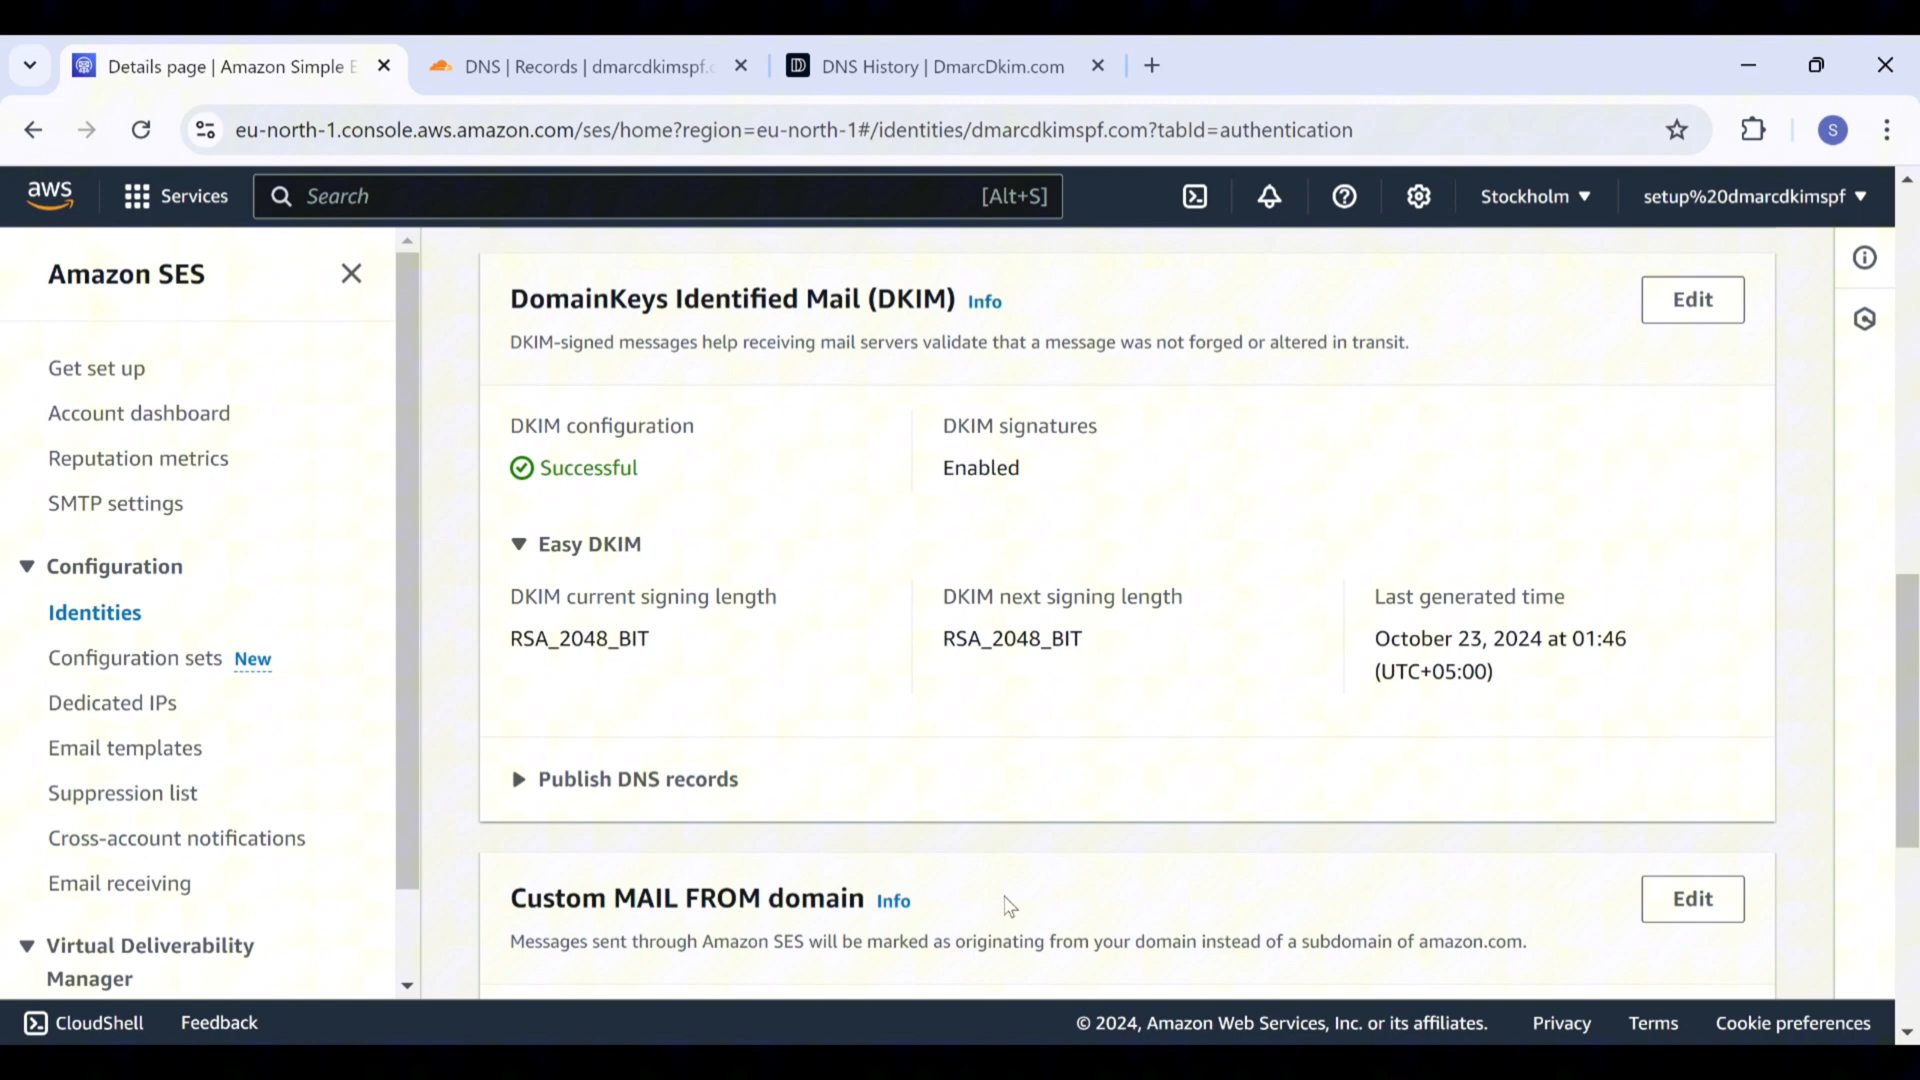 Details page | Amazon Simple E
DNS | Records | dmarcdkimspf.c
DNS History | DmarcDkim.com
eu-north-1.console.aws.amazon.com/ses/home?region=eu-north-1#/identities/dmarcdkimspf.com?tabId=authentication
S
aws
Services
Search
[Alt+S]
Stockholm
setup%20dmarcdkimspf
Amazon SES
Get set up
Account dashboard
Reputation metrics
SMTP settings
Configuration
Identities
Configuration sets New
Dedicated IPs
Email templates
Suppression list
Cross-account notifications
Email receiving
Virtual Deliverability
Manager
DomainKeys Identified Mail (DKIM) Info
Edit
DKIM-signed messages help receiving mail servers validate that a message was not forged or altered in transit.
DKIM configuration
Successful
DKIM signatures
Enabled
Easy DKIM
DKIM current signing length
RSA_2048_BIT
DKIM next signing length
RSA_2048_BIT
Last generated time
October 23, 2024 at 01:46
(UTC+05:00)
Publish DNS records
Custom MAIL FROM domain Info
Edit
Messages sent through Amazon SES will be marked as originating from your domain instead of a subdomain of amazon.com.
CloudShell
Feedback
© 2024, Amazon Web Services, Inc. or its affiliates.
Privacy
Terms
Cookie preferences